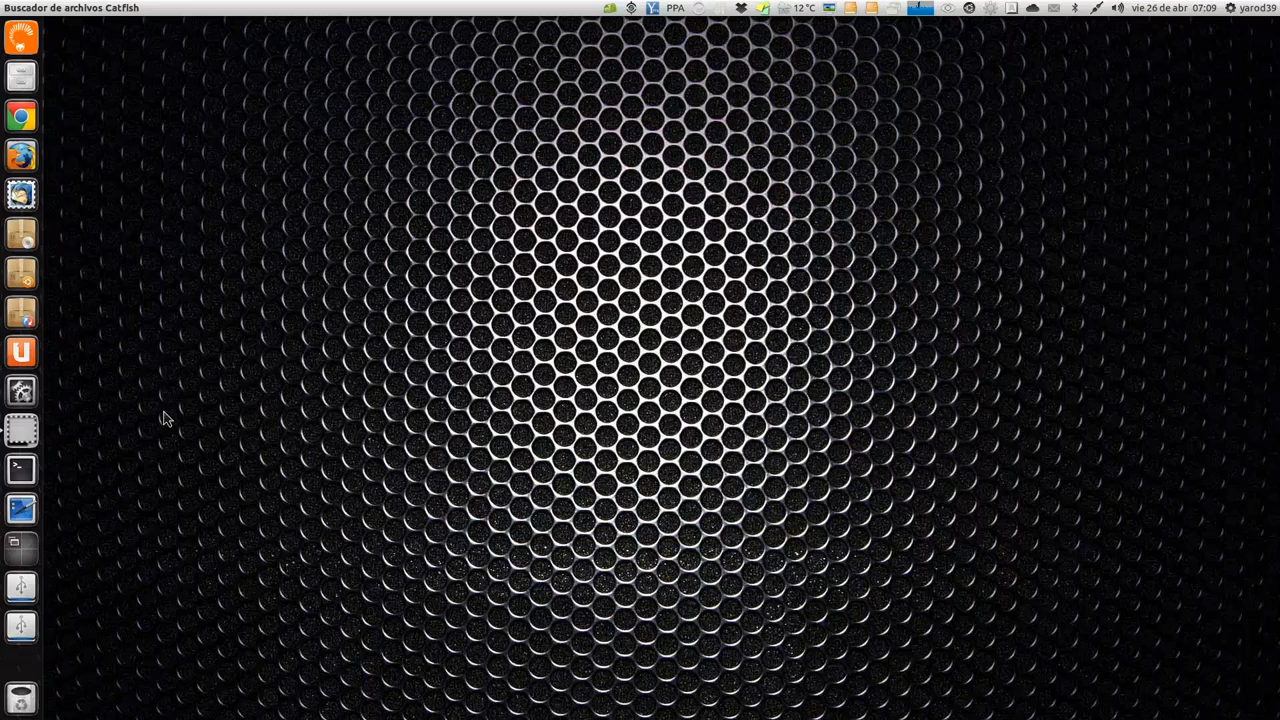 Buscador de archivos Catfish
PPA
12 °C
A
vie 26 de abr 07:09
yarod39